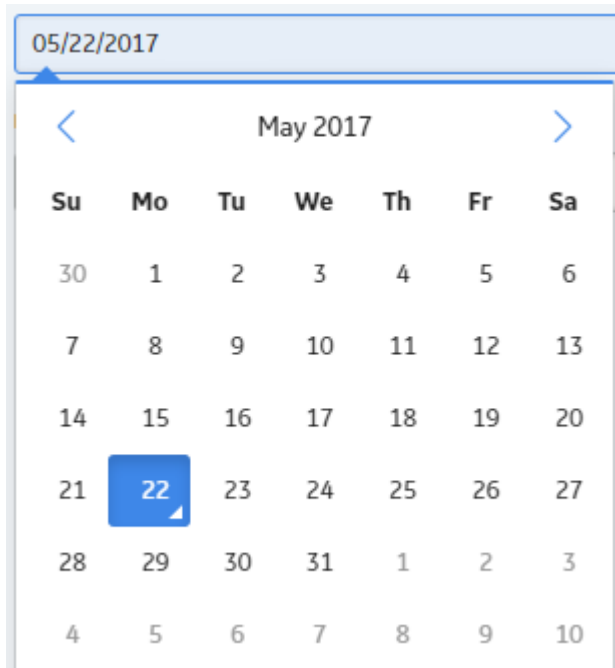 05/22/2017
May 2017
Su Mo Tu We Th Fr Sa
30 1 2 3 4 5 6
7 8 9 10 11 12 13
14 15 16 17 18 19 20
21 22 23 24 25 26 27
28 29 30 31 1 2 3
4 5 6 7 8 9 10